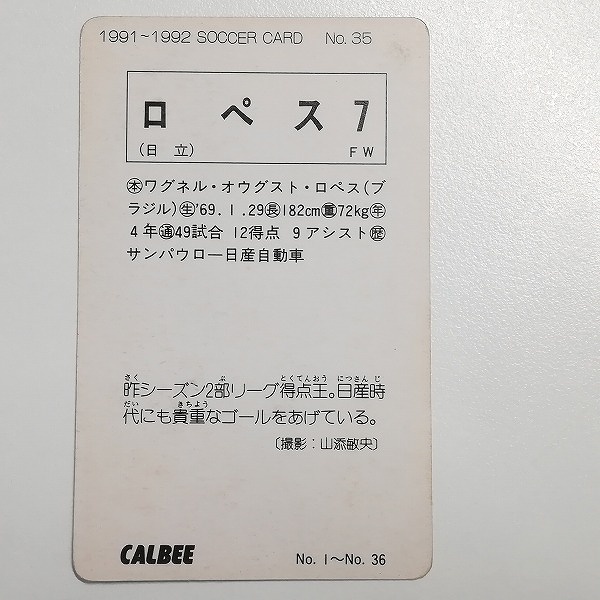 1991~1992 SOCCER CARD No. 35
ロペス 7
(日立) FW
㊍ワグネル・オウグスト・ロペス(ブ
ラジル)㊓'69.1.29㊏182cm㊎72kg㊐
4年㊋49試合 12得点 9アシスト㊌
サンパウロー日産自動車
昨シーズン2部リーグ得点王。日産時
代にも貴重なゴールをあげている。
〔撮影:山添敏央〕
CALBEE No. 1~No. 36